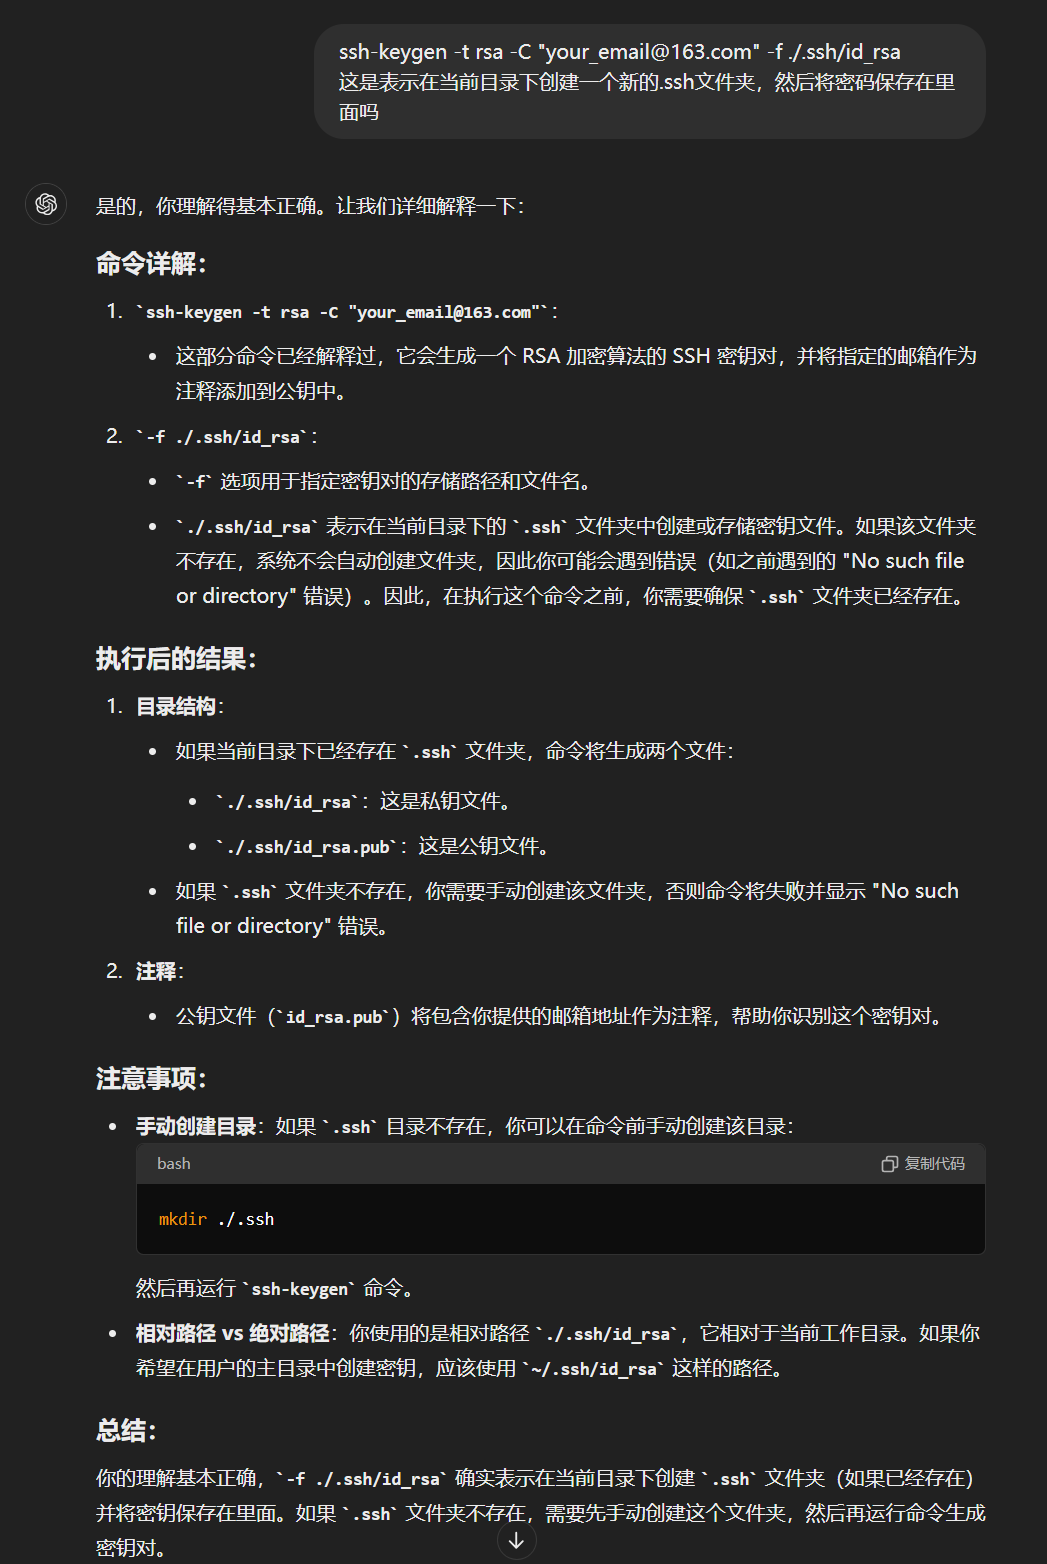 ssh-keygen -t rsa -C "your_email@163.com" -f ./.ssh/id_rsa
这是表示在当前目录下创建一个新的.ssh文件夹，然后将密码保存在里
面吗
是的，你理解得基本正确。让我们详细解释一下：
命令详解：
1. `ssh-keygen -t rsa -C "your_email@163.com"`：
• 这部分命令已经解释过，它会生成一个 RSA 加密算法的 SSH 密钥对，并将指定的邮箱作为
注释添加到公钥中。
2. `-f ./.ssh/id_rsa`：
• `-f` 选项用于指定密钥对的存储路径和文件名。
• `./.ssh/id_rsa` 表示在当前目录下的 `.ssh` 文件夹中创建或存储密钥文件。如果该文件夹
不存在，系统不会自动创建文件夹，因此你可能会遇到错误（如之前遇到的 "No such file
or directory" 错误）。因此，在执行这个命令之前，你需要确保 `.ssh` 文件夹已经存在。
执行后的结果：
1. 目录结构：
• 如果当前目录下已经存在 `.ssh` 文件夹，命令将生成两个文件：
• `./.ssh/id_rsa`：这是私钥文件。
• `./.ssh/id_rsa.pub`：这是公钥文件。
• 如果 `.ssh` 文件夹不存在，你需要手动创建该文件夹，否则命令将失败并显示 "No such
file or directory" 错误。
2. 注释：
• 公钥文件（`id_rsa.pub`）将包含你提供的邮箱地址作为注释，帮助你识别这个密钥对。
注意事项：
• 手动创建目录：如果 `.ssh` 目录不存在，你可以在命令前手动创建该目录：
bash 复制代码
mkdir ./.ssh
然后再运行 `ssh-keygen` 命令。
• 相对路径 vs 绝对路径：你使用的是相对路径 `./.ssh/id_rsa`，它相对于当前工作目录。如果你
希望在用户的主目录中创建密钥，应该使用 `~/.ssh/id_rsa` 这样的路径。
总结：
你的理解基本正确，`-f ./.ssh/id_rsa` 确实表示在当前目录下创建 `.ssh` 文件夹（如果已经存在）
并将密钥保存在里面。如果 `.ssh` 文件夹不存在，需要先手动创建这个文件夹，然后再运行命令生成
密钥对。